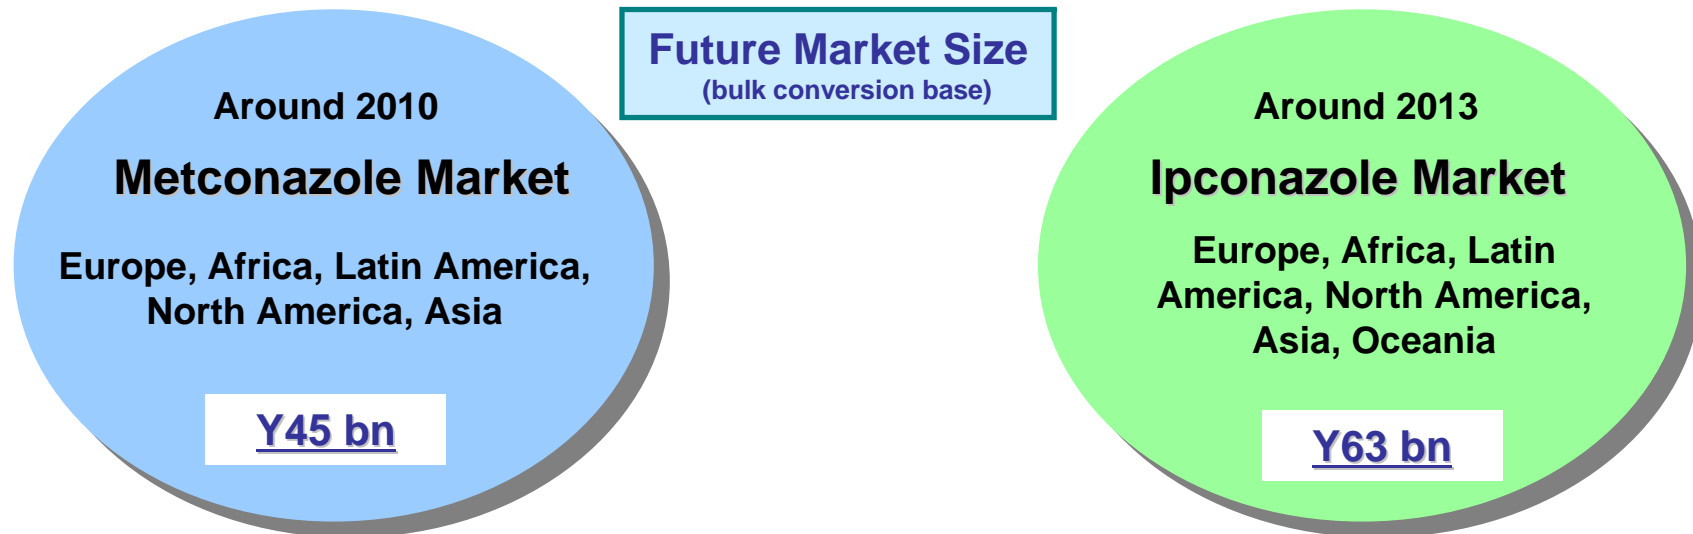 Future Market Size
(bulk conversion base)
Around 2010
Metconazole Market
Europe, Africa, Latin America,
North America, Asia
Y45 bn
Around 2013
Ipconazole Market
Europe, Africa, Latin
America, North America,
Asia, Oceania
Y63 bn